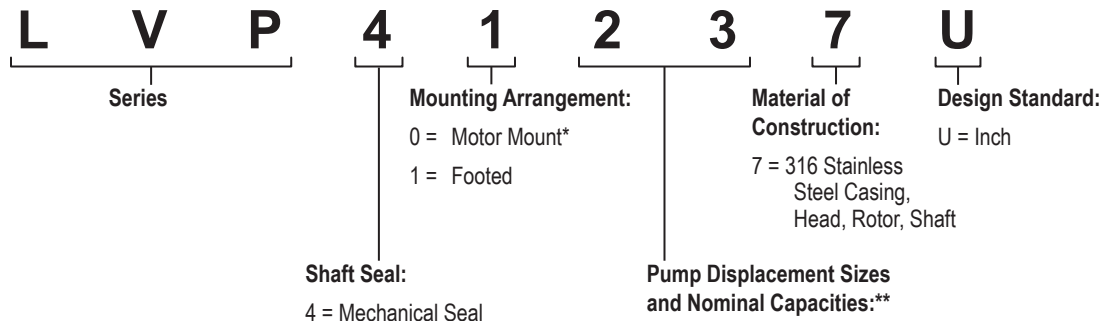 L V P 4 1 2 3 7 U
Series
Mounting Arrangement:
0 = Motor Mount*
1 = Footed
Material of
Construction:
7 = 316 Stainless
Steel Casing,
Head, Rotor, Shaft
Design Standard:
U = Inch
Shaft Seal:
4 = Mechanical Seal
Pump Displacement Sizes
and Nominal Capacities:**